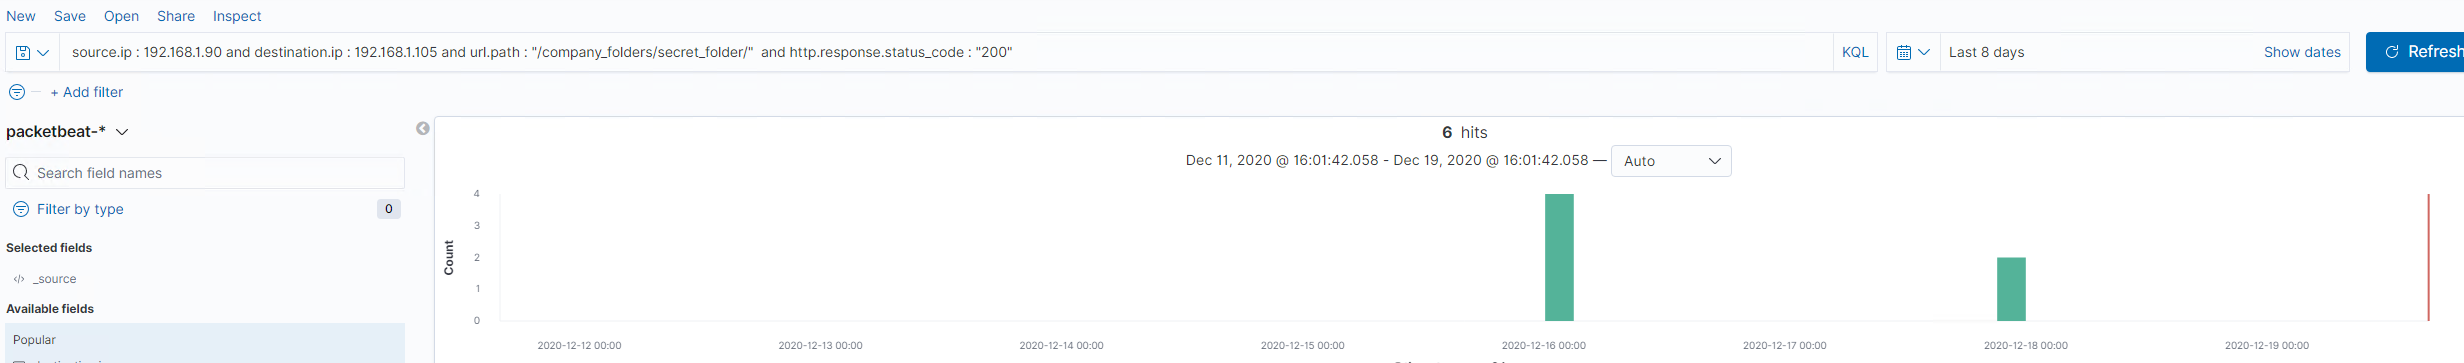 New Save Open Share Inspect
source.ip : 192.168.1.90 and destination.ip : 192.168.1.105 and url.path : "/company_folders/secret_folder/"  and http.response.status_code : "200" KQL Last 8 days Show dates Refresh
+ Add filter
packetbeat-*
6 hits
Dec 11, 2020 @ 16:01:42.058 - Dec 19, 2020 @ 16:01:42.058 — Auto
Search field names
Filter by type 0
Selected fields
_source
Available fields
Popular
Count
4
3
2
1
0
2020-12-12 00:00 2020-12-13 00:00 2020-12-14 00:00 2020-12-15 00:00 2020-12-16 00:00 2020-12-17 00:00 2020-12-18 00:00 2020-12-19 00:00